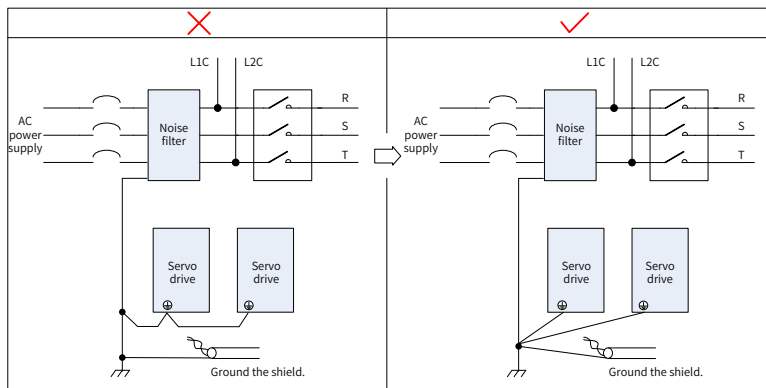 L1C L2C
R
AC
power
supply
Noise
filter
S
T
Servo
drive
Servo
drive
Ground the shield.
L1C L2C
R
AC
power
supply
Noise
filter
S
T
Servo
drive
Servo
drive
Ground the shield.